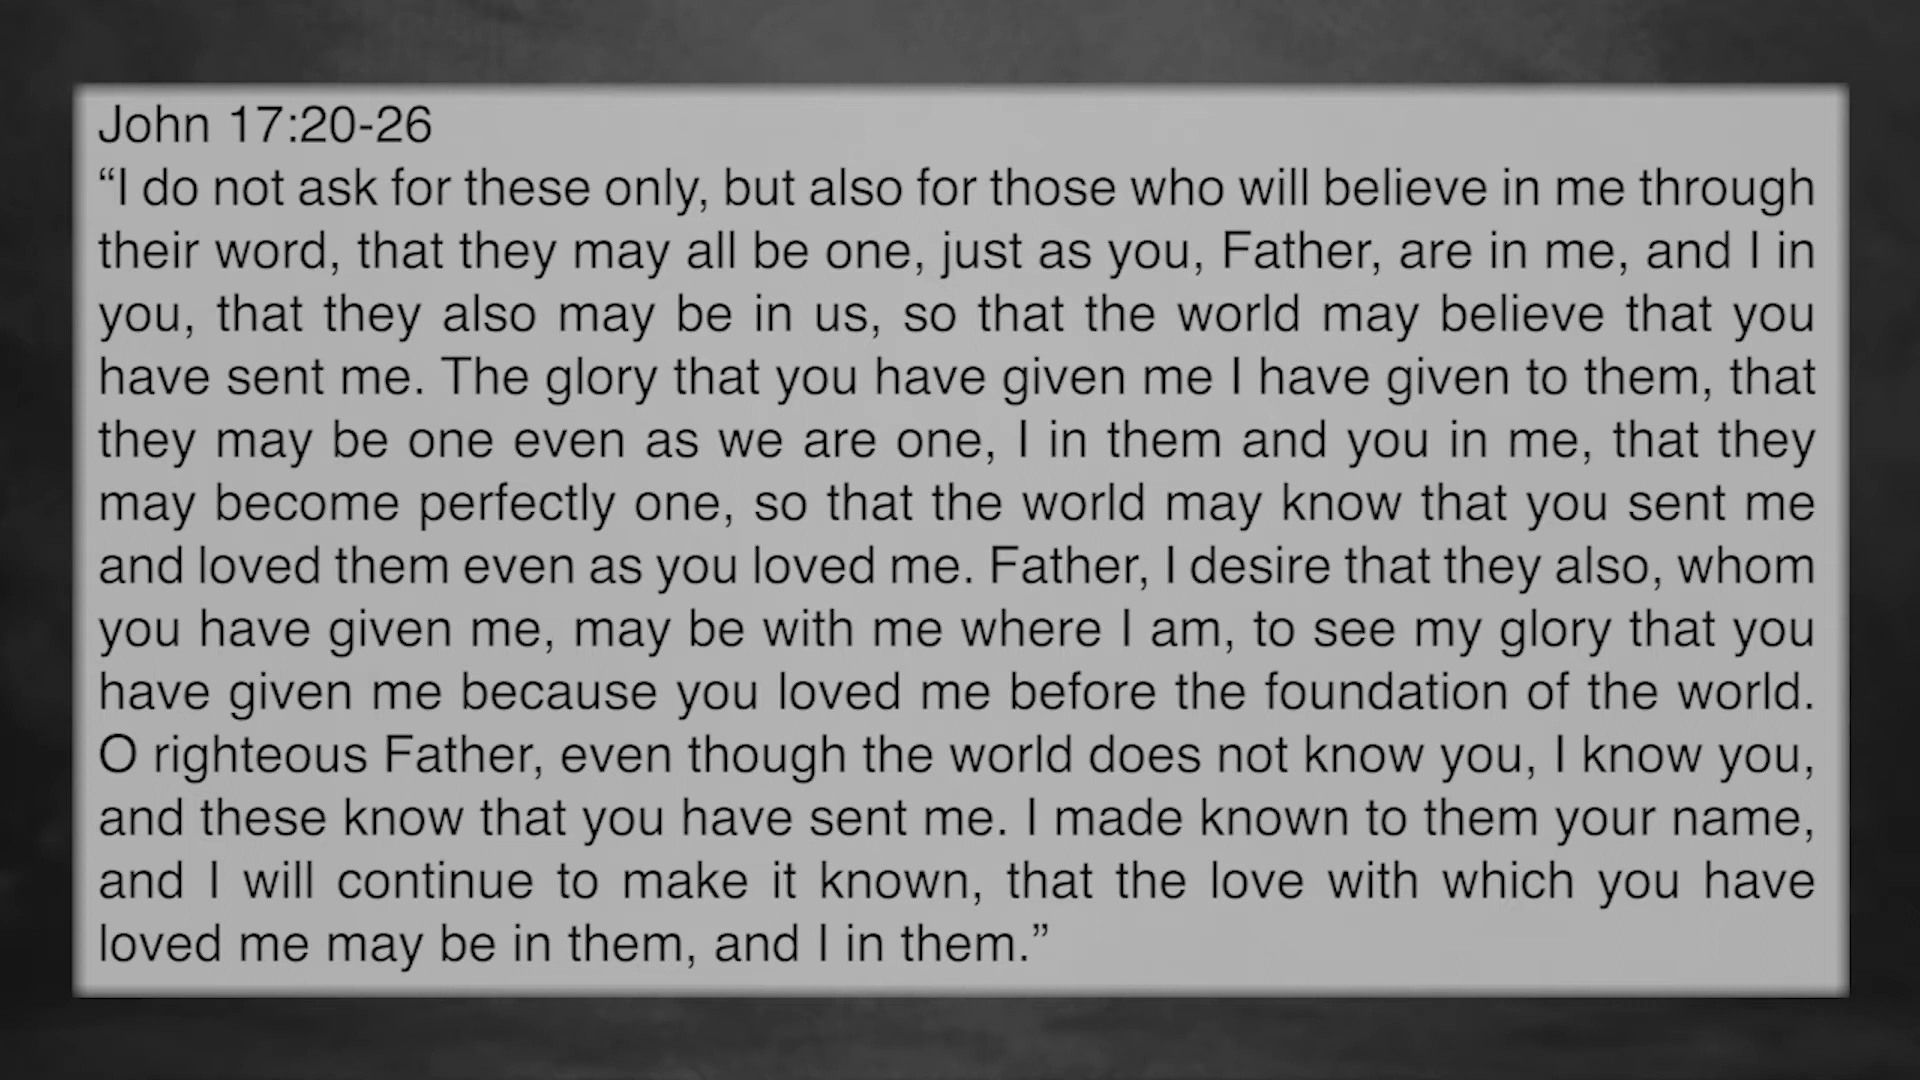 John 17:20-26
“I do not ask for these only, but also for those who will believe in me through
their word, that they may all be one, just as you, Father, are in me, and I in
you, that they also may be in us, so that the world may believe that you
have sent me. The glory that you have given me I have given to them, that
they may be one even as we are one, I in them and you in me, that they
may become perfectly one, so that the world may know that you sent me
and loved them even as you loved me. Father, I desire that they also, whom
you have given me, may be with me where I am, to see my glory that you
have given me because you loved me before the foundation of the world.
O righteous Father, even though the world does not know you, I know you,
and these know that you have sent me. I made known to them your name,
and I will continue to make it known, that the love with which you have
loved me may be in them, and I in them.”